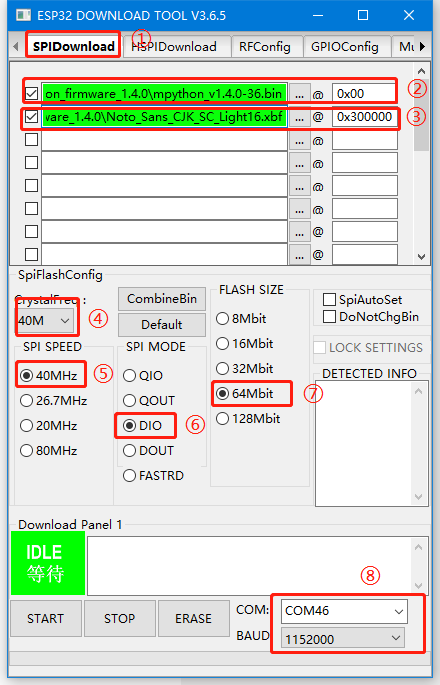 ESP32 DOWNLOAD TOOL V3.6.5
SPIDownload ① HSPIDownload RFConfig GPIOConfig Mu
on_firmware_1.4.0\mpython_v1.4.0-36.bin ... @ 0x00 ②
ware_1.4.0\Noto_Sans_CJK_SC_Light16.xbf ... @ 0x300000 ③
... @
... @
... @
... @
... @
... @
SpiFlashConfig
CrystalFreq :
40M ④
CombineBin
Default
SPI SPEED
40MHz ⑤
26.7MHz
20MHz
80MHz
SPI MODE
QIO
QOUT
DIO ⑥
DOUT
FASTRD
FLASH SIZE
8Mbit
16Mbit
32Mbit
64Mbit ⑦
128Mbit
SpiAutoSet
DoNotChgBin
LOCK SETTINGS
DETECTED INFO
Download Panel 1
IDLE
等待
⑧
START STOP ERASE
COM: COM46
BAUD 1152000